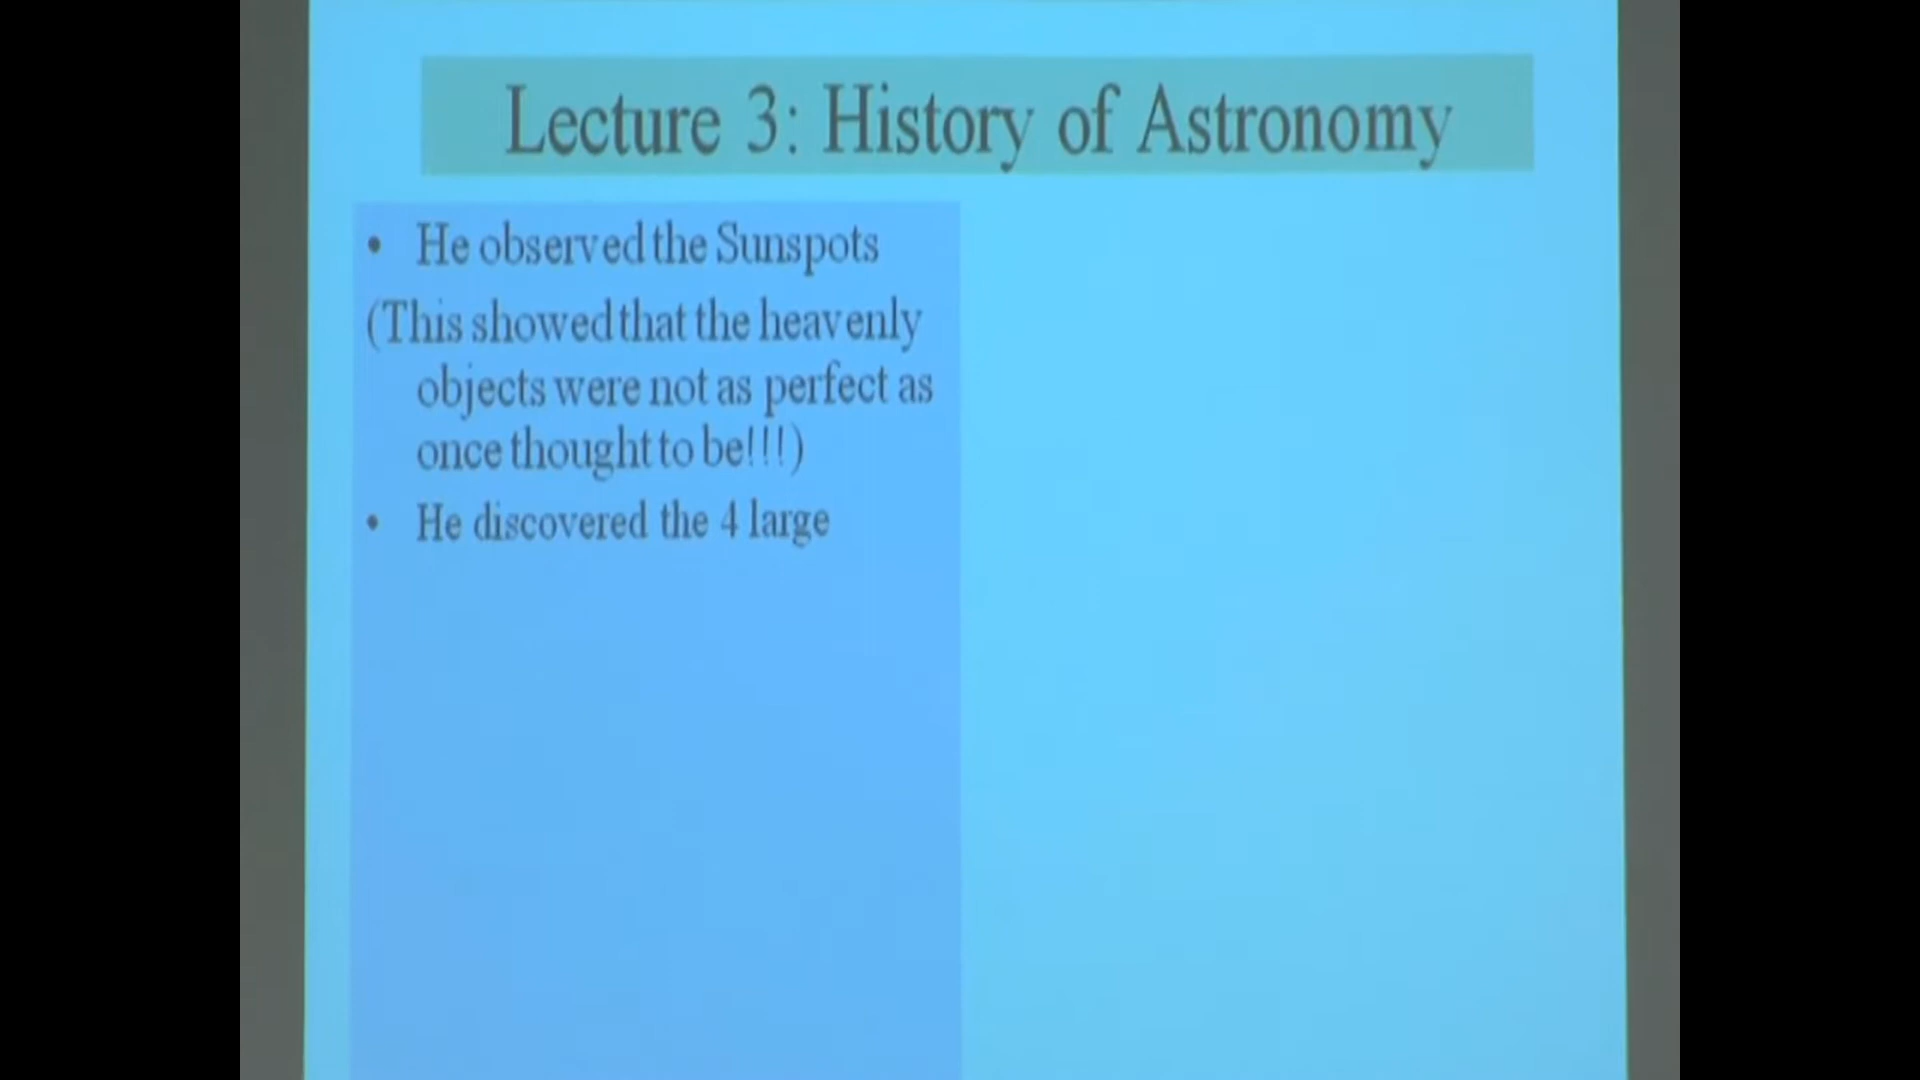 Lecture 3: History of Astronomy
• He observed the Sunspots
(This showed that the heavenly
objects were not as perfect as
once thought to be!!!)
• He discovered the 4 large